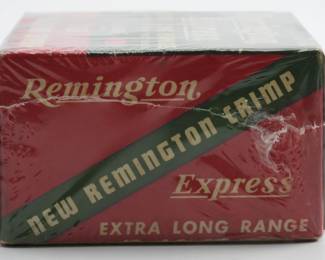 Remington
NEW REMINGTON CRIMP
Express
EXTRA LONG RANGE